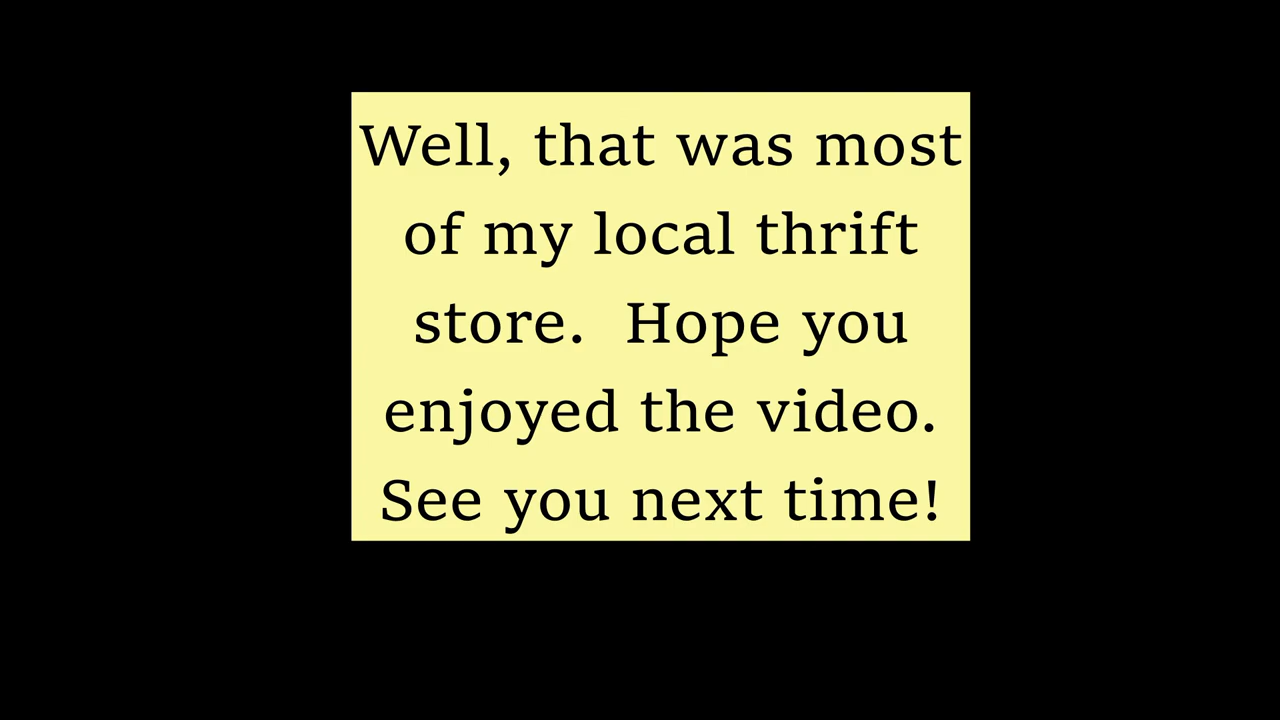 Well, that was most
of my local thrift
store.  Hope you
enjoyed the video.
See you next time!